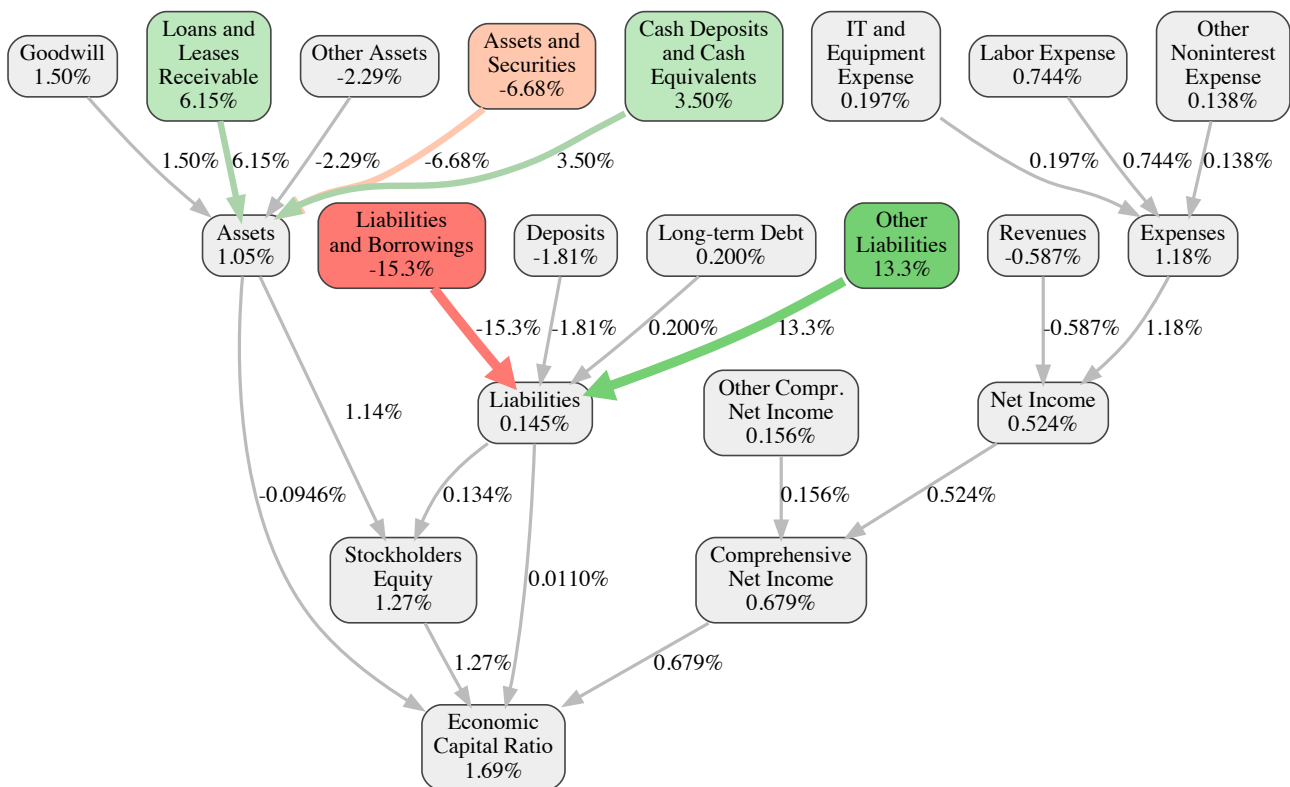 Goodwill
1.50%
Loans and
Leases
Receivable
6.15%
Other Assets
-2.29%
Assets and
Securities
-6.68%
Cash Deposits
and Cash
Equivalents
3.50%
IT and
Equipment
Expense
0.197%
Labor Expense
0.744%
Other
Noninterest
Expense
0.138%
1.50%
6.15%
-2.29%
-6.68%
3.50%
0.197%
0.744%
0.138%
Assets
1.05%
Liabilities
and Borrowings
-15.3%
Deposits
-1.81%
Long-term Debt
0.200%
Other
Liabilities
13.3%
Revenues
-0.587%
Expenses
1.18%
-15.3%
-1.81%
0.200%
13.3%
-0.587%
1.18%
1.14%
Liabilities
0.145%
Other Compr.
Net Income
0.156%
Net Income
0.524%
-0.0946%
0.134%
0.156%
0.524%
Stockholders
Equity
1.27%
0.0110%
Comprehensive
Net Income
0.679%
1.27%
0.679%
Economic
Capital Ratio
1.69%